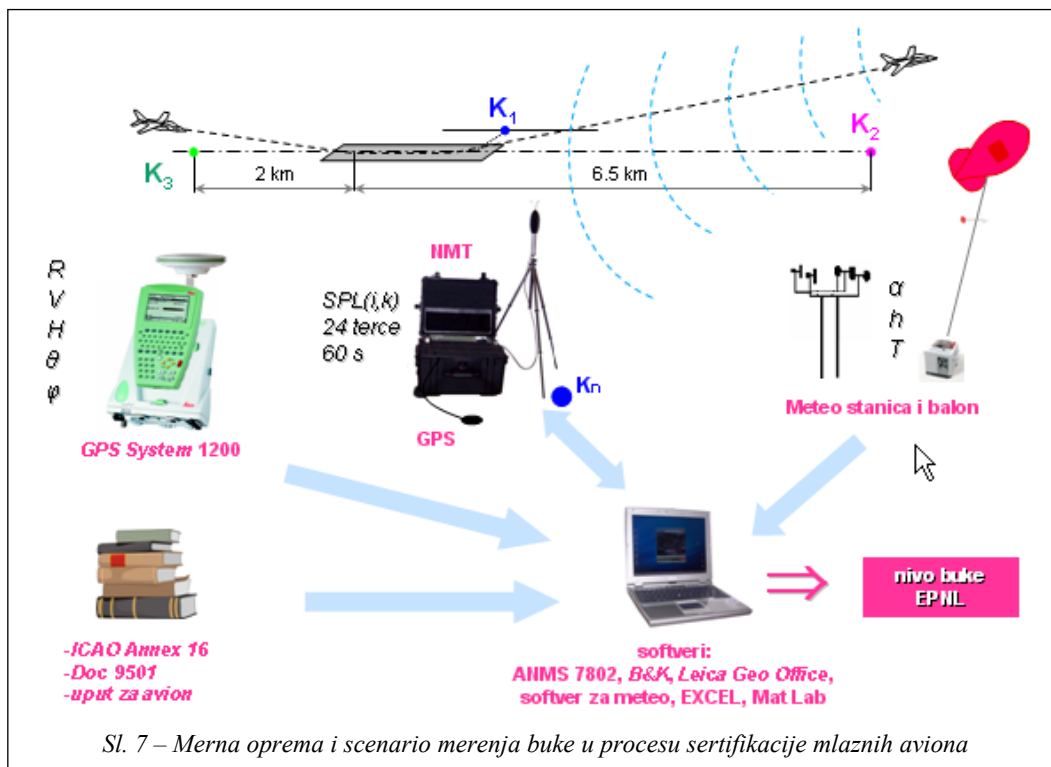 K1
K2
K3
2 km
6.5 km
R
V
H
θ
φ
GPS System 1200
NMT
SPL(i,k)
24 terce
60 s
Kn
GPS
α
h
T
Meteo stanica i balon
-ICAO Annex 16
-Doc 9501
-uput za avion
softveri:
ANMS 7802, B&K, Leica Geo Office,
softver za meteo, EXCEL, Mat Lab
nivo buke
EPNL
Sl. 7 – Merna oprema i scenario merenja buke u procesu sertifikacije mlaznih aviona